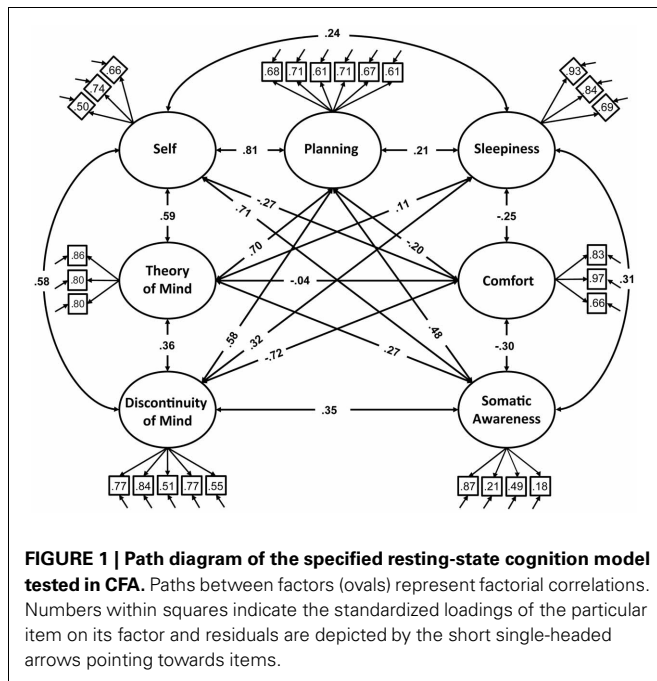 .24
.66
.74
.50
.68 .71 .61 .71 .67 .61
.93
.84
.69
Self
.81
Planning
.21
Sleepiness
.59
.71
-.27
.11
-.25
.70
-.20
.58
.86
.80
.80
Theory
of Mind
-.04
Comfort
.83
.97
.66
.31
.36
.58
.32
-.72
.27
.48
-.30
Discontinuity
of Mind
.35
Somatic
Awareness
.77 .84 .51 .77 .55
.87 .21 .49 .18
FIGURE 1 | Path diagram of the specified resting-state cognition model
tested in CFA. Paths between factors (ovals) represent factorial correlations.
Numbers within squares indicate the standardized loadings of the particular
item on its factor and residuals are depicted by the short single-headed
arrows pointing towards items.